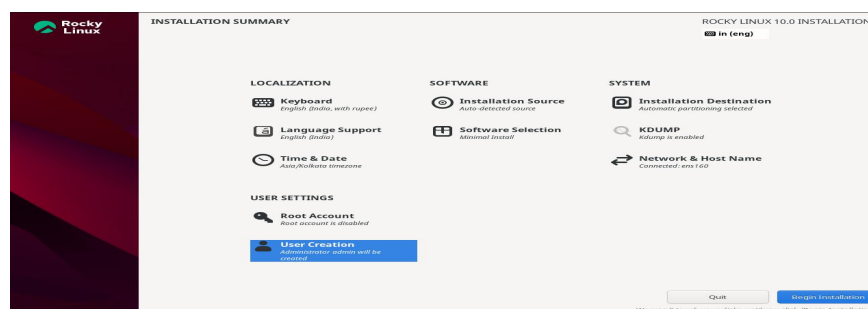 Rocky
Linux
INSTALLATION SUMMARY
ROCKY LINUX 10.0 INSTALLATION
in (eng)
LOCALIZATION
Keyboard
English (India, with rupee)
Language Support
English (India)
Time & Date
Asia/Kolkata timezone
SOFTWARE
Installation Source
Auto-detected source
Software Selection
Minimal Install
SYSTEM
Installation Destination
Automatic partitioning selected
KDUMP
Kdump is enabled
Network & Host Name
Connected: ens160
USER SETTINGS
Root Account
Root account is disabled
User Creation
Administrator admin will be
created
Quit
Begin Installation